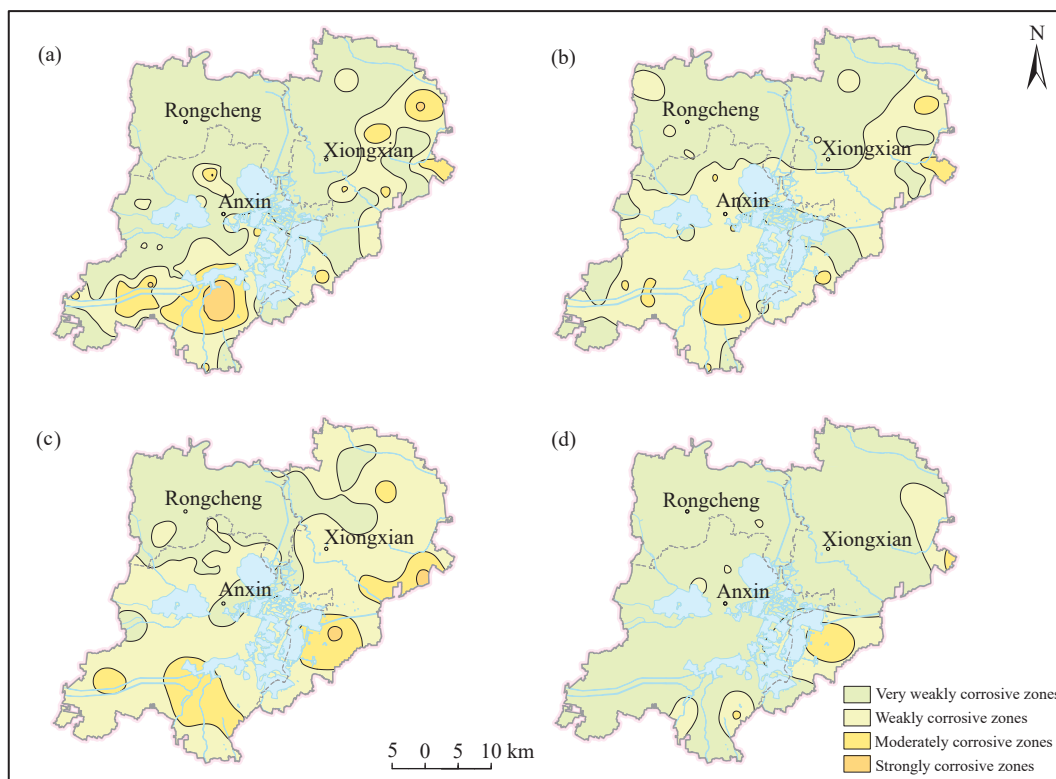 (a)
Rongcheng
Xiongxian
Anxin
(b)
Rongcheng
Xiongxian
Anxin
N
(c)
Rongcheng
Xiongxian
Anxin
(d)
Rongcheng
Xiongxian
Anxin
5 0 5 10 km
Very weakly corrosive zones
Weakly corrosive zones
Moderately corrosive zones
Strongly corrosive zones